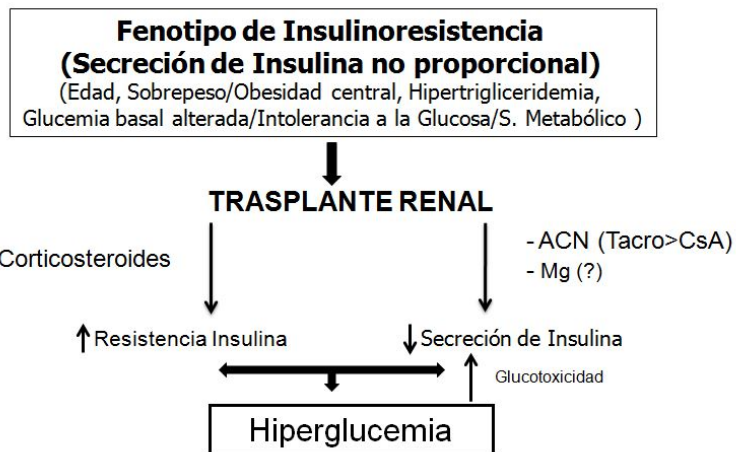 Fenotipo de Insulinoresistencia
(Secreción de Insulina no proporcional)
(Edad, Sobrepeso/Obesidad central, Hipertrigliceridemia,
Glucemia basal alterada/Intolerancia a la Glucosa/S. Metabólico )
TRASPLANTE RENAL
Corticosteroides
- ACN (Tacro>CsA)
- Mg (?)
↑ Resistencia Insulina
↓ Secreción de Insulina
Glucotoxicidad
Hiperglucemia